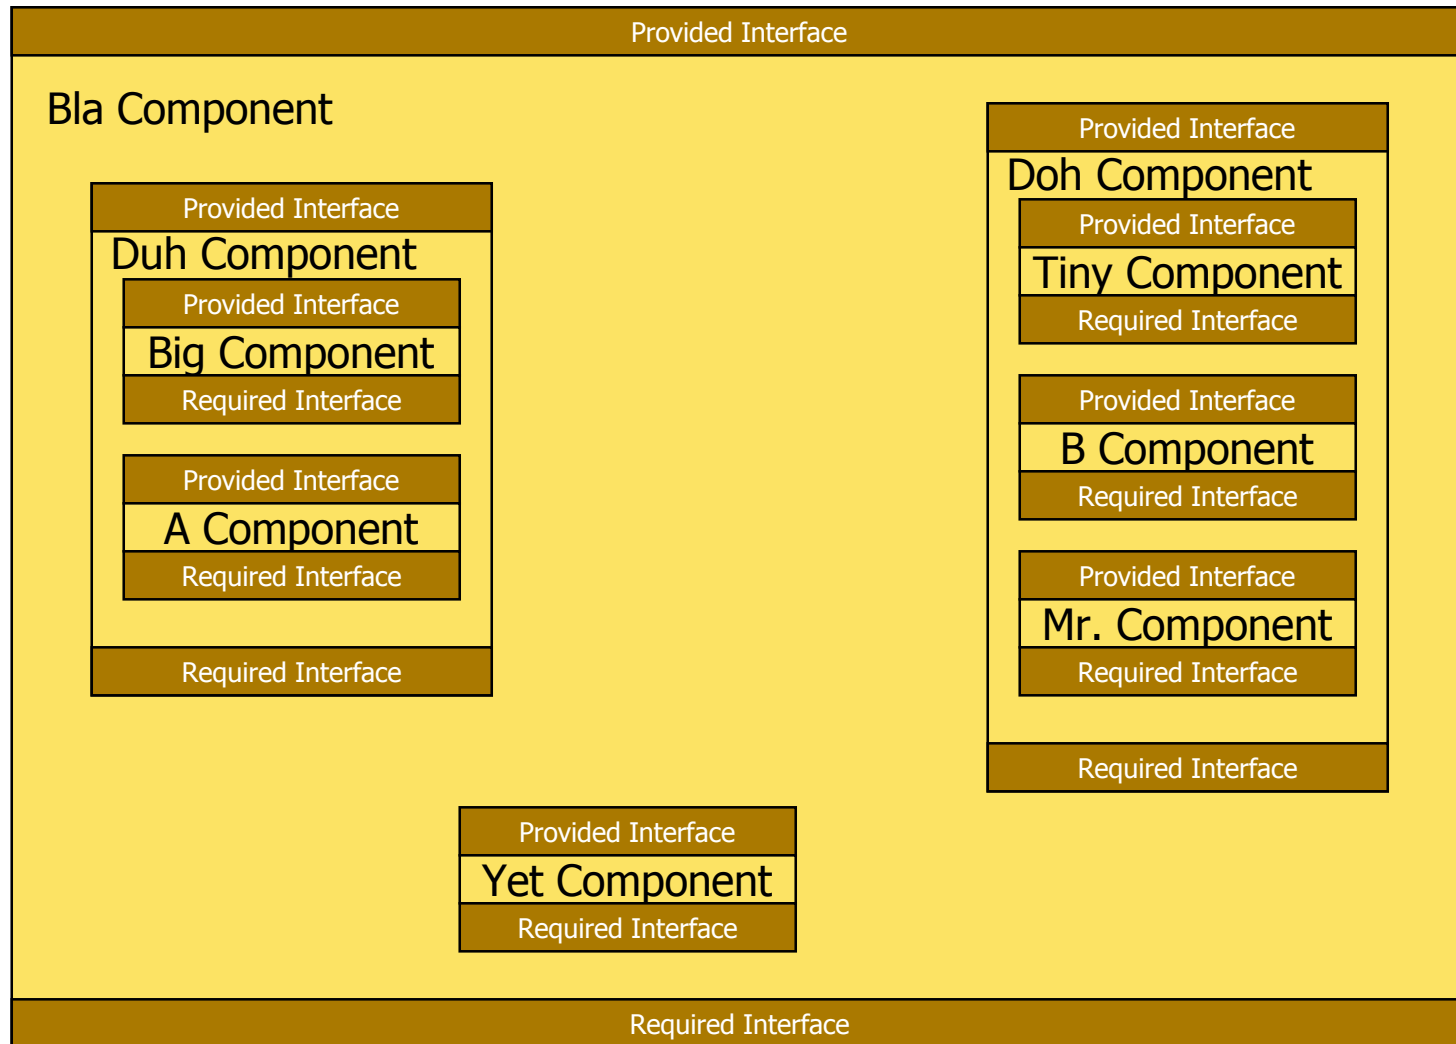 Provided Interface
Bla Component
Provided Interface
Duh Component
Provided Interface
Big Component
Required Interface
Provided Interface
A Component
Required Interface
Required Interface
Provided Interface
Doh Component
Provided Interface
Tiny Component
Required Interface
Provided Interface
B Component
Required Interface
Provided Interface
Mr. Component
Required Interface
Required Interface
Provided Interface
Yet Component
Required Interface
Required Interface